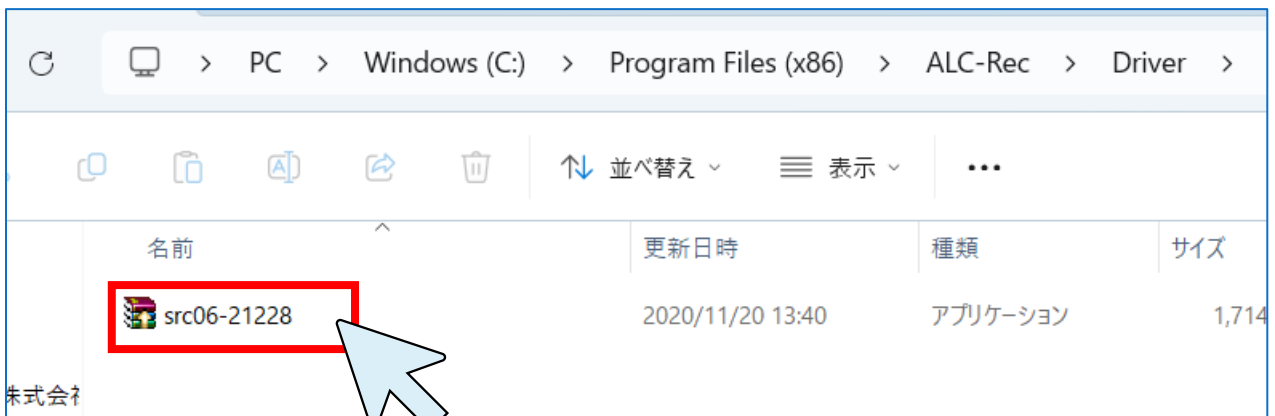 PC > Windows (C:) > Program Files (x86) > ALC-Rec > Driver >
並べ替え 表示
名前 更新日時 種類 サイズ
src06-21228 2020/11/20 13:40 アプリケーション 1,714
株式会社